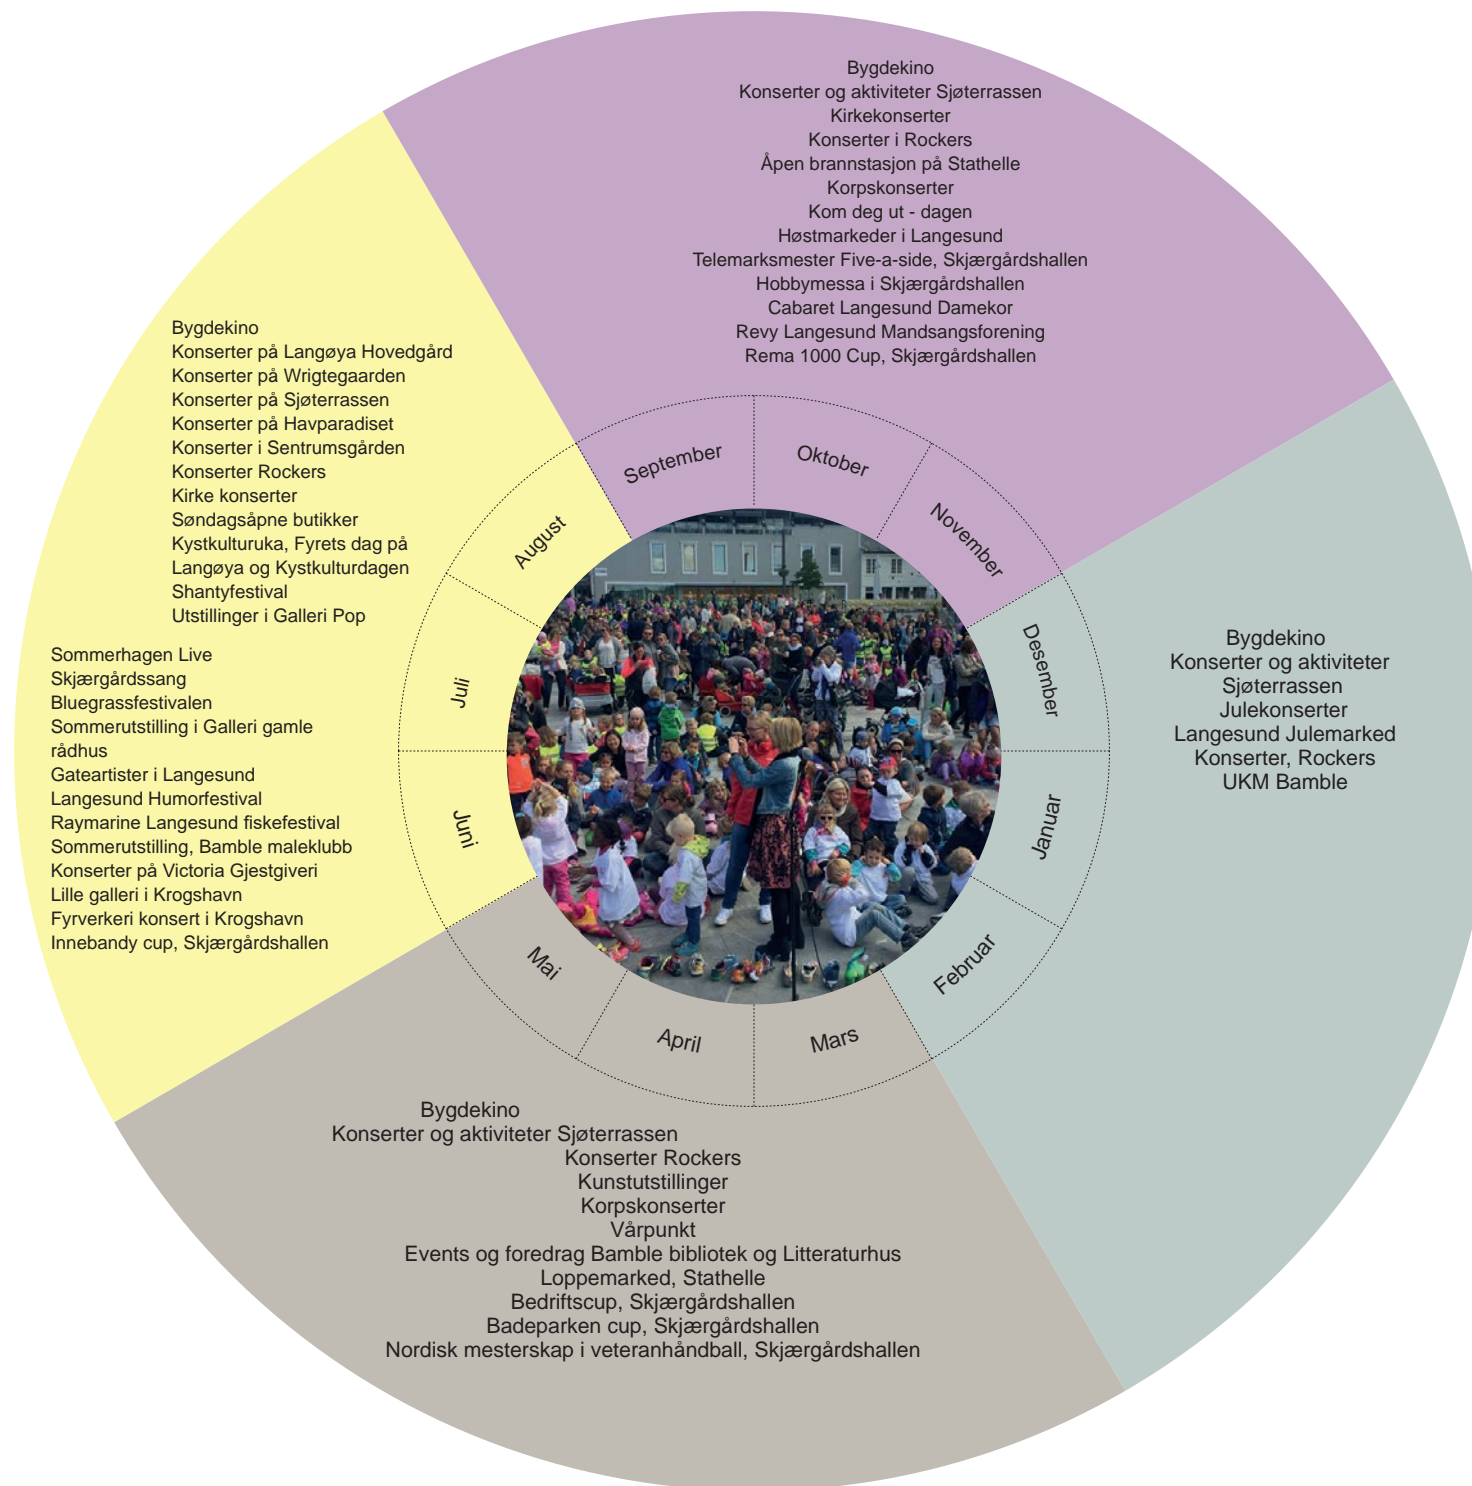 Bygdekino
Konserter og aktiviteter Sjøterrassen
Kirkekonserter
Konserter i Rockers
Åpen brannstasjon på Stathelle
Korpskonserter
Kom deg ut - dagen
Høstmarkeder i Langesund
Telemarksmester Five-a-side, Skjærgårdshallen
Hobbymessa i Skjærgårdshallen
Cabaret Langesund Damekor
Revy Langesund Mandsangsforening
Rema 1000 Cup, Skjærgårdshallen
Bygdekino
Konserter på Langøya Hovedgård
Konserter på Wrigtegaarden
Konserter på Sjøterrassen
Konserter på Havparadiset
Konserter i Sentrumsgården
Konserter Rockers
Kirke konserter
Søndagsåpne butikker
Kystkulturuka, Fyrets dag på
Langøya og Kystkulturdagen
Shantyfestival
Utstillinger i Galleri Pop
Sommerhagen Live
Skjærgårdssang
Bluegrassfestivalen
Sommerutstilling i Galleri gamle
rådhus
Gateartister i Langesund
Langesund Humorfestival
Raymarine Langesund fiskefestival
Sommerutstilling, Bamble maleklubb
Konserter på Victoria Gjestgiveri
Lille galleri i Krogshavn
Fyrverkeri konsert i Krogshavn
Innebandy cup, Skjærgårdshallen
September
Oktober
November
Desember
Januar
Februar
Mars
April
Mai
Juni
Juli
August
Bygdekino
Konserter og aktiviteter
Sjøterrassen
Julekonserter
Langesund Julemarked
Konserter, Rockers
UKM Bamble
Bygdekino
Konserter og aktiviteter Sjøterrassen
Konserter Rockers
Kunstutstillinger
Korpskonserter
Vårpunkt
Events og foredrag Bamble bibliotek og Litteraturhus
Loppemarked, Stathelle
Bedriftscup, Skjærgårdshallen
Badeparken cup, Skjærgårdshallen
Nordisk mesterskap i veteranhåndball, Skjærgårdshallen